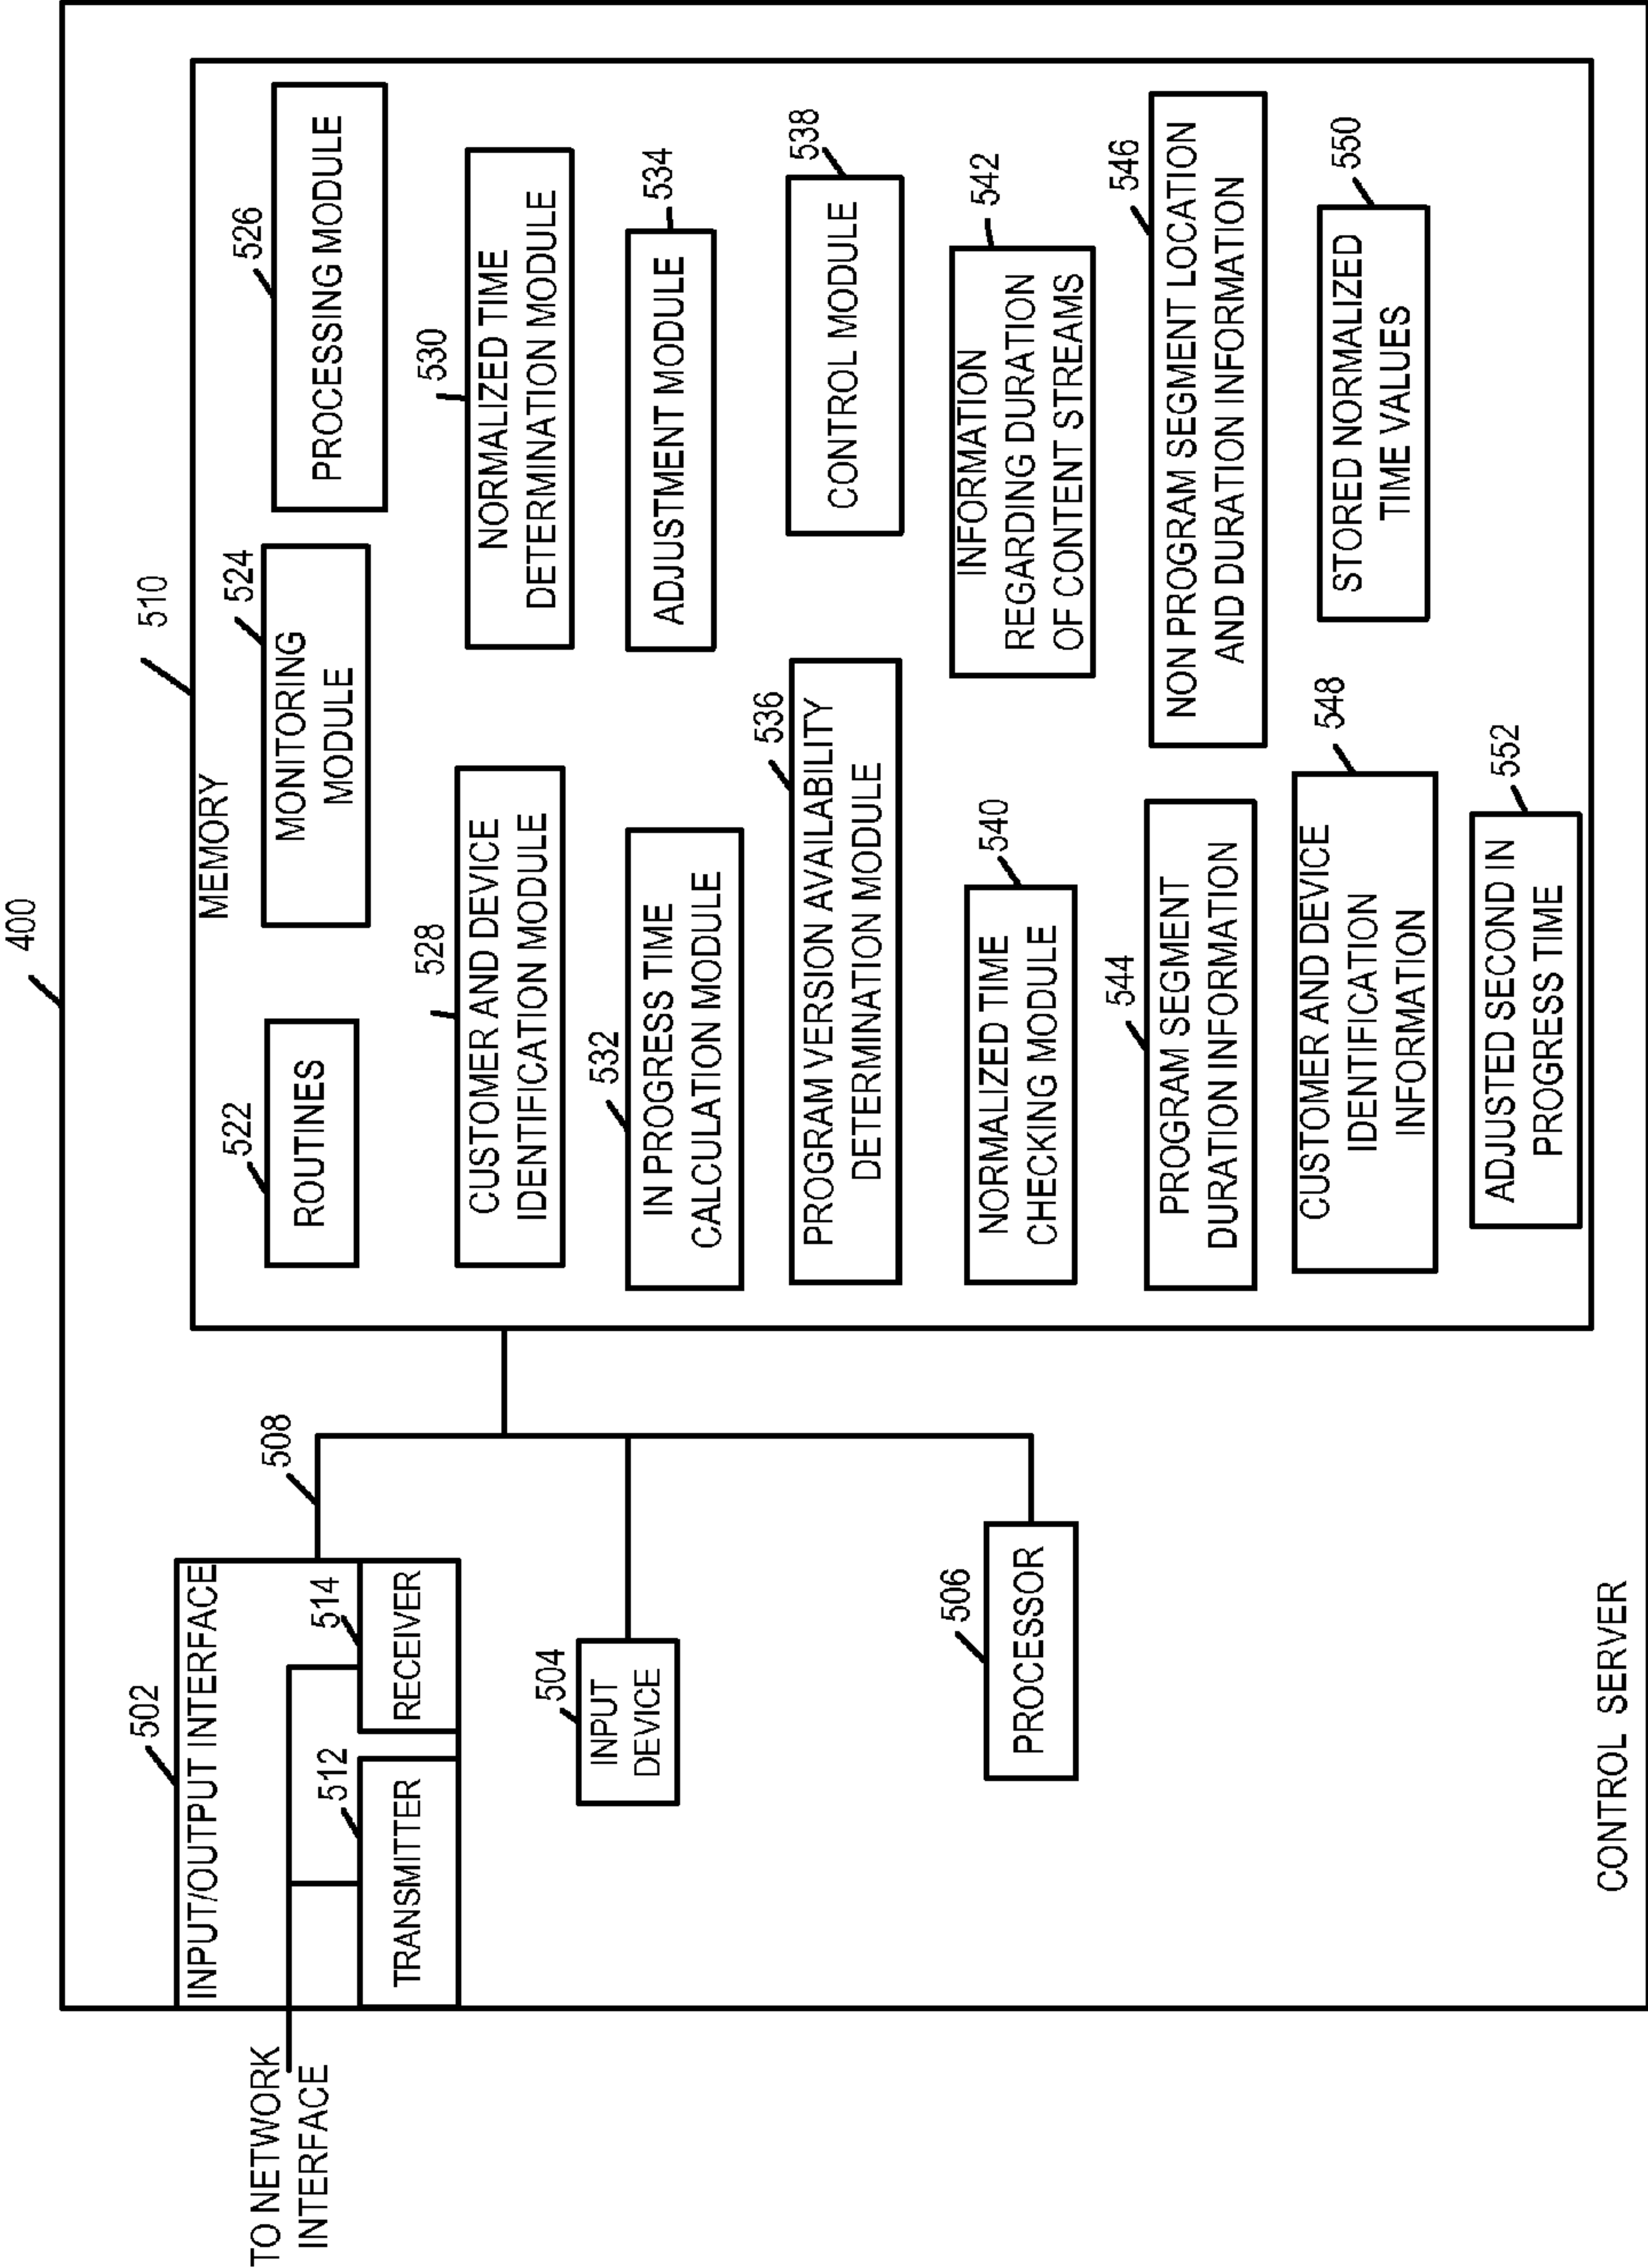 400
510
MEMORY
522
ROUTINES
524
MONITORING
MODULE
526
PROCESSING MODULE
528
CUSTOMER AND DEVICE
IDENTIFICATION MODULE
530
NORMALIZED TIME
DETERMINATION MODULE
532
IN PROGRESS TIME
CALCULATION MODULE
534
ADJUSTMENT MODULE
536
PROGRAM VERSION AVAILABILITY
DETERMINATION MODULE
538
CONTROL MODULE
540
NORMALIZED TIME
CHECKING MODULE
542
INFORMATION
REGARDING DURATION
OF CONTENT STREAMS
544
PROGRAM SEGMENT
DURATION INFORMATION
546
NON PROGRAM SEGMENT LOCATION
AND DURATION INFORMATION
548
CUSTOMER AND DEVICE
IDENTIFICATION
INFORMATION
550
STORED NORMALIZED
TIME VALUES
552
ADJUSTED SECOND IN
PROGRESS TIME
508
502
INPUT/OUTPUT INTERFACE
512
TRANSMITTER
514
RECEIVER
TO NETWORK
INTERFACE
504
INPUT
DEVICE
506
PROCESSOR
CONTROL SERVER